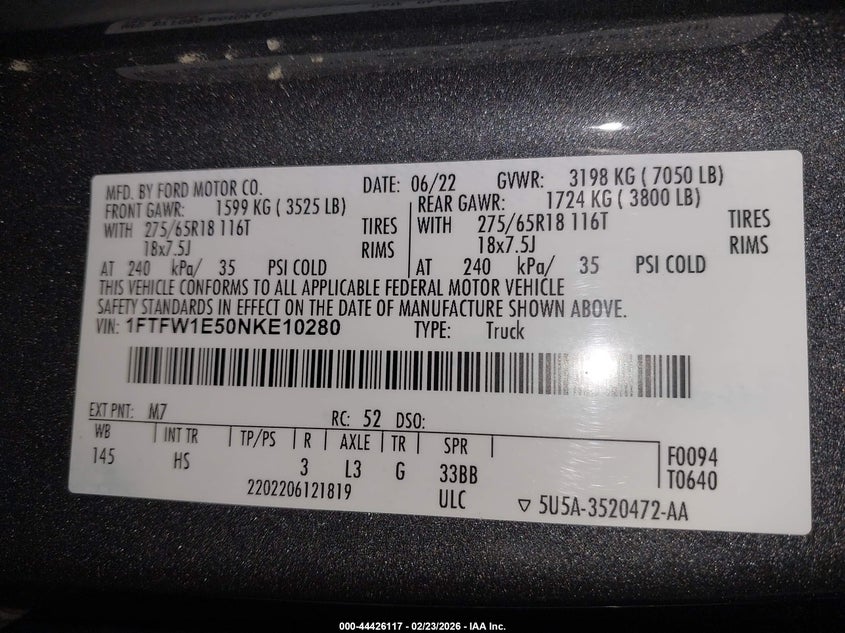 MFD. BY FORD MOTOR CO. DATE: 06/22 GVWR: 3198 KG ( 7050 LB)
FRONT GAWR: 1599 KG ( 3525 LB) REAR GAWR: 1724 KG ( 3800 LB)
WITH 275/65R18 116T TIRES WITH 275/65R18 116T TIRES
18x7.5J RIMS 18x7.5J RIMS
AT 240 kPa/ 35 PSI COLD AT 240 kPa/ 35 PSI COLD
THIS VEHICLE CONFORMS TO ALL APPLICABLE FEDERAL MOTOR VEHICLE
SAFETY STANDARDS IN EFFECT ON THE DATE OF MANUFACTURE SHOWN ABOVE.
VIN: 1FTFW1E50NKE10280 TYPE: Truck
EXT PNT: M7 RC: 52 DSO:
WB INT TR TP/PS R AXLE TR SPR F0094
145 HS 3 L3 G 33BB T0640
2202206121819 ULC ▽ 5U5A-3520472-AA
000-44426117 - 02/23/2026 - IAA Inc.